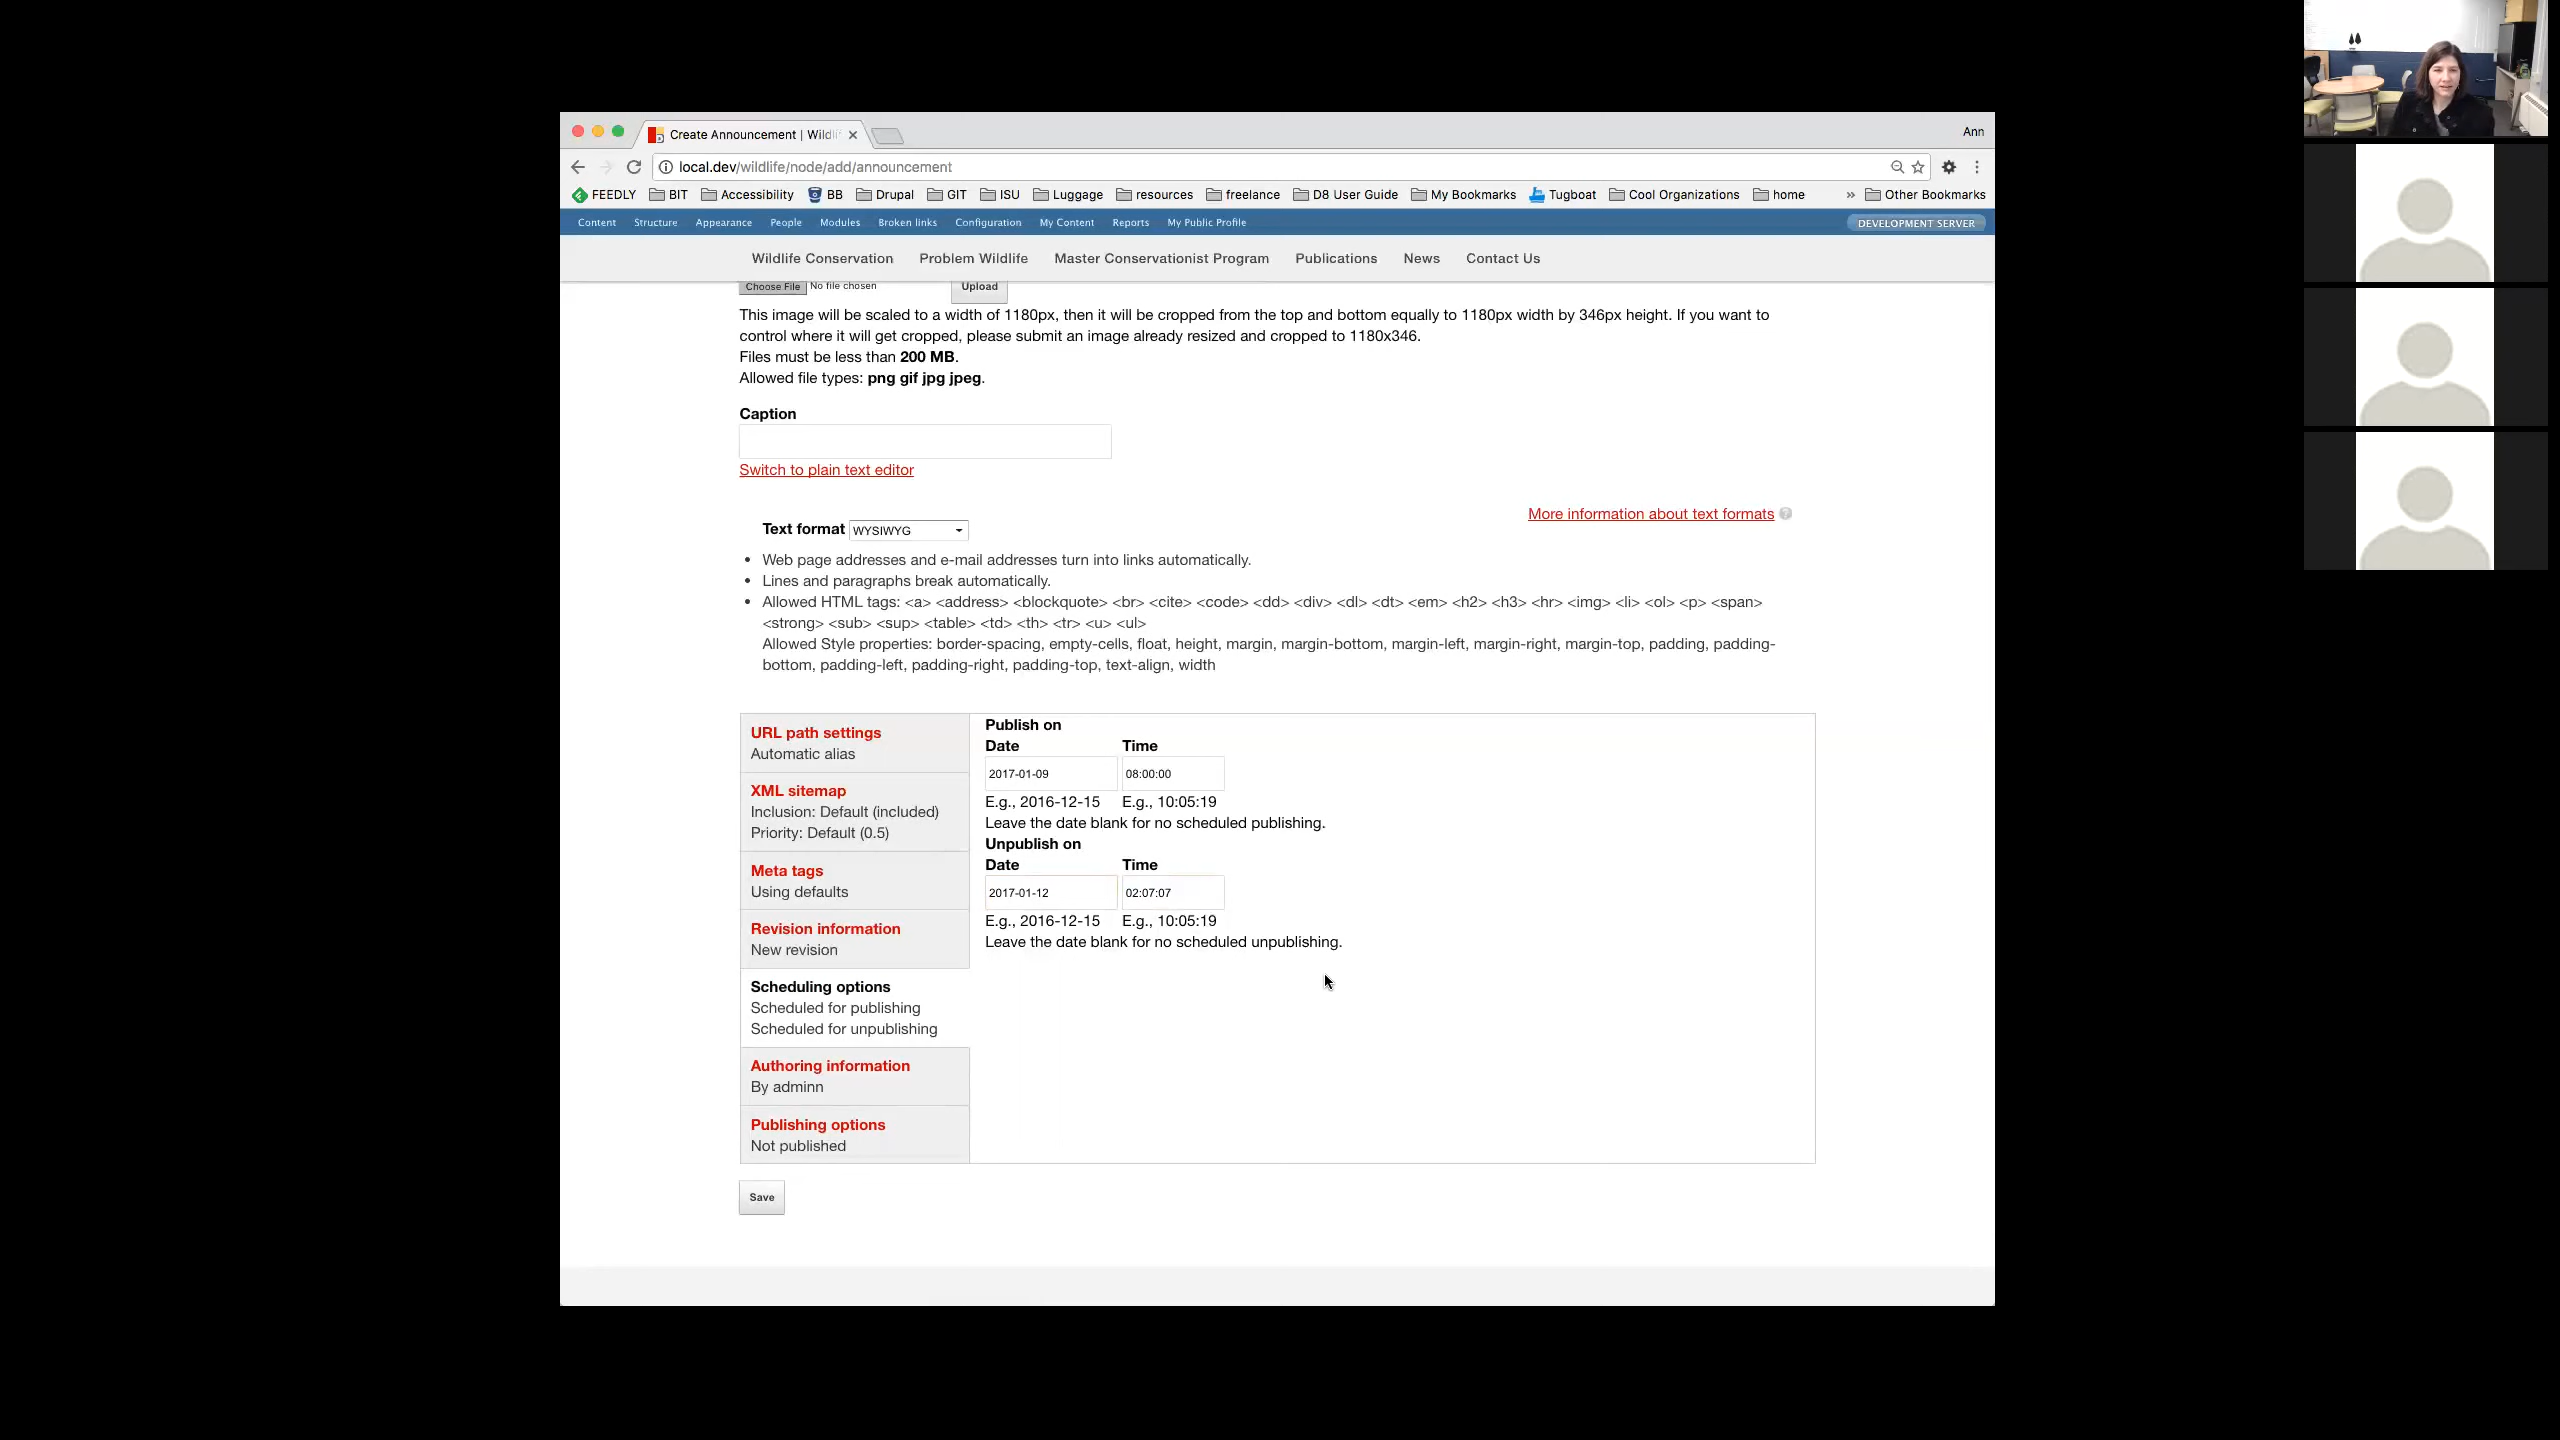 Create Announcement | Wildli
Ann
local.dev/wildlife/node/add/announcement
FEEDLY BIT Accessibility BB Drupal GIT ISU Luggage resources freelance D8 User Guide My Bookmarks Tugboat Cool Organizations home » Other Bookmarks
Content Structure Appearance People Modules Broken links Configuration My Content Reports My Public Profile DEVELOPMENT SERVER
Wildlife Conservation Problem Wildlife Master Conservationist Program Publications News Contact Us
Choose File No file chosen Upload
This image will be scaled to a width of 1180px, then it will be cropped from the top and bottom equally to 1180px width by 346px height. If you want to
control where it will get cropped, please submit an image already resized and cropped to 1180x346.
Files must be less than 200 MB.
Allowed file types: png gif jpg jpeg.
Caption
Switch to plain text editor
More information about text formats
Text format WYSIWYG
• Web page addresses and e-mail addresses turn into links automatically.
• Lines and paragraphs break automatically.
• Allowed HTML tags: <a> <address> <blockquote> <br> <cite> <code> <dd> <div> <dl> <dt> <em> <h2> <h3> <hr> <img> <li> <ol> <p> <span>
<strong> <sub> <sup> <table> <td> <th> <tr> <u> <ul>
Allowed Style properties: border-spacing, empty-cells, float, height, margin, margin-bottom, margin-left, margin-right, margin-top, padding, padding-
bottom, padding-left, padding-right, padding-top, text-align, width
URL path settings
Automatic alias
XML sitemap
Inclusion: Default (included)
Priority: Default (0.5)
Meta tags
Using defaults
Revision information
New revision
Scheduling options
Scheduled for publishing
Scheduled for unpublishing
Authoring information
By adminn
Publishing options
Not published
Publish on
Date Time
2017-01-09 08:00:00
E.g., 2016-12-15 E.g., 10:05:19
Leave the date blank for no scheduled publishing.
Unpublish on
Date Time
2017-01-12 02:07:07
E.g., 2016-12-15 E.g., 10:05:19
Leave the date blank for no scheduled unpublishing.
Save